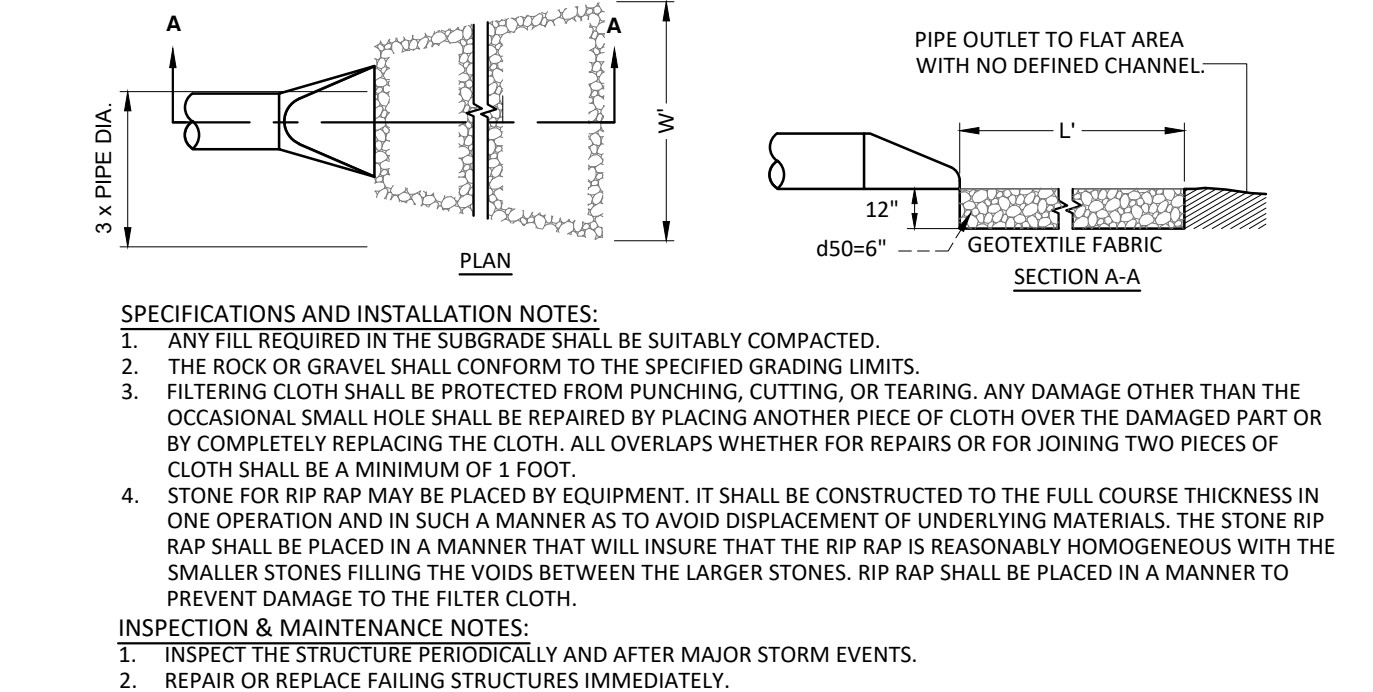 A
A
3 x PIPE DIA.
W'
PLAN
PIPE OUTLET TO FLAT AREA
WITH NO DEFINED CHANNEL.
L'
12"
d50=6"
GEOTEXTILE FABRIC
SECTION A-A
SPECIFICATIONS AND INSTALLATION NOTES:
1. ANY FILL REQUIRED IN THE SUBGRADE SHALL BE SUITABLY COMPACTED.
2. THE ROCK OR GRAVEL SHALL CONFORM TO THE SPECIFIED GRADING LIMITS.
3. FILTERING CLOTH SHALL BE PROTECTED FROM PUNCHING, CUTTING, OR TEARING. ANY DAMAGE OTHER THAN THE
OCCASIONAL SMALL HOLE SHALL BE REPAIRED BY PLACING ANOTHER PIECE OF CLOTH OVER THE DAMAGED PART OR
BY COMPLETELY REPLACING THE CLOTH. ALL OVERLAPS WHETHER FOR REPAIRS OR FOR JOINING TWO PIECES OF
CLOTH SHALL BE A MINIMUM OF 1 FOOT.
4. STONE FOR RIP RAP MAY BE PLACED BY EQUIPMENT. IT SHALL BE CONSTRUCTED TO THE FULL COURSE THICKNESS IN
ONE OPERATION AND IN SUCH A MANNER AS TO AVOID DISPLACEMENT OF UNDERLYING MATERIALS. THE STONE RIP
RAP SHALL BE PLACED IN A MANNER THAT WILL INSURE THAT THE RIP RAP IS REASONABLY HOMOGENEOUS WITH THE
SMALLER STONES FILLING THE VOIDS BETWEEN THE LARGER STONES. RIP RAP SHALL BE PLACED IN A MANNER TO
PREVENT DAMAGE TO THE FILTER CLOTH.
INSPECTION & MAINTENANCE NOTES:
1. INSPECT THE STRUCTURE PERIODICALLY AND AFTER MAJOR STORM EVENTS.
2. REPAIR OR REPLACE FAILING STRUCTURES IMMEDIATELY.